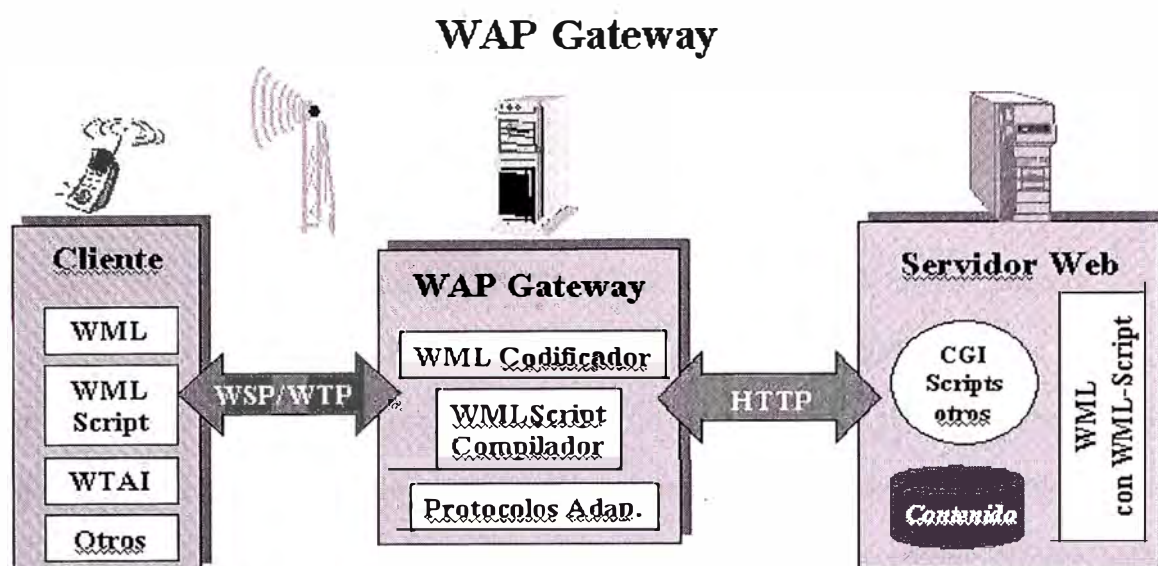 WAP Gateway
Cliente
WML
WML
Script
WTAI
Otros
WSP/WTP
WAP Gateway
WML Codificador
WMLScript
Compilador
Protocolos Adap.
HTTP
Servidor Web
CGI
Scripts
otros
Contenido
WML
con WML-Script